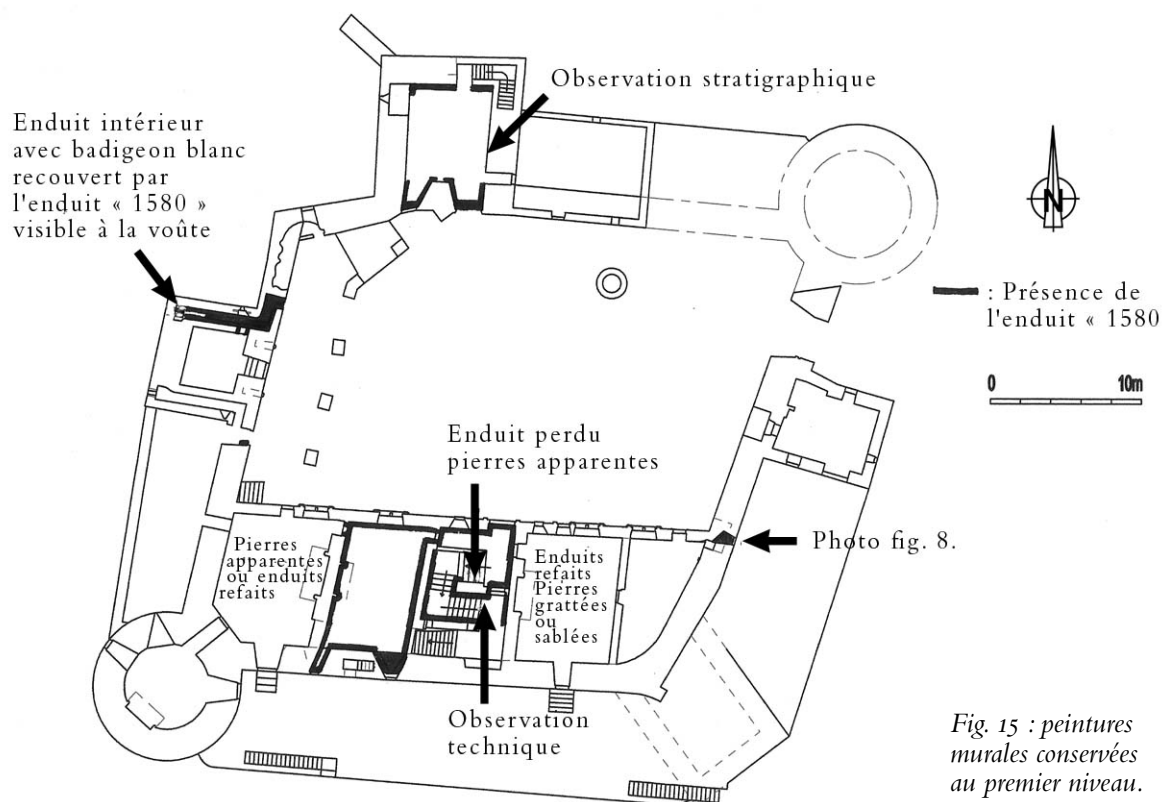 Observation stratigraphique
Enduit intérieur
avec badigeon blanc
recouvert par
l'enduit « 1580 »
visible à la voûte
N
: Présence de
l'enduit « 1580
0 10m
Enduit perdu
pierres apparentes
Photo fig. 8.
Pierres
apparentes
ou enduits
refaits
Enduits
refaits
Pierres
grattées
ou
sablées
Observation
technique
Fig. 15 : peintures
murales conservées
au premier niveau.